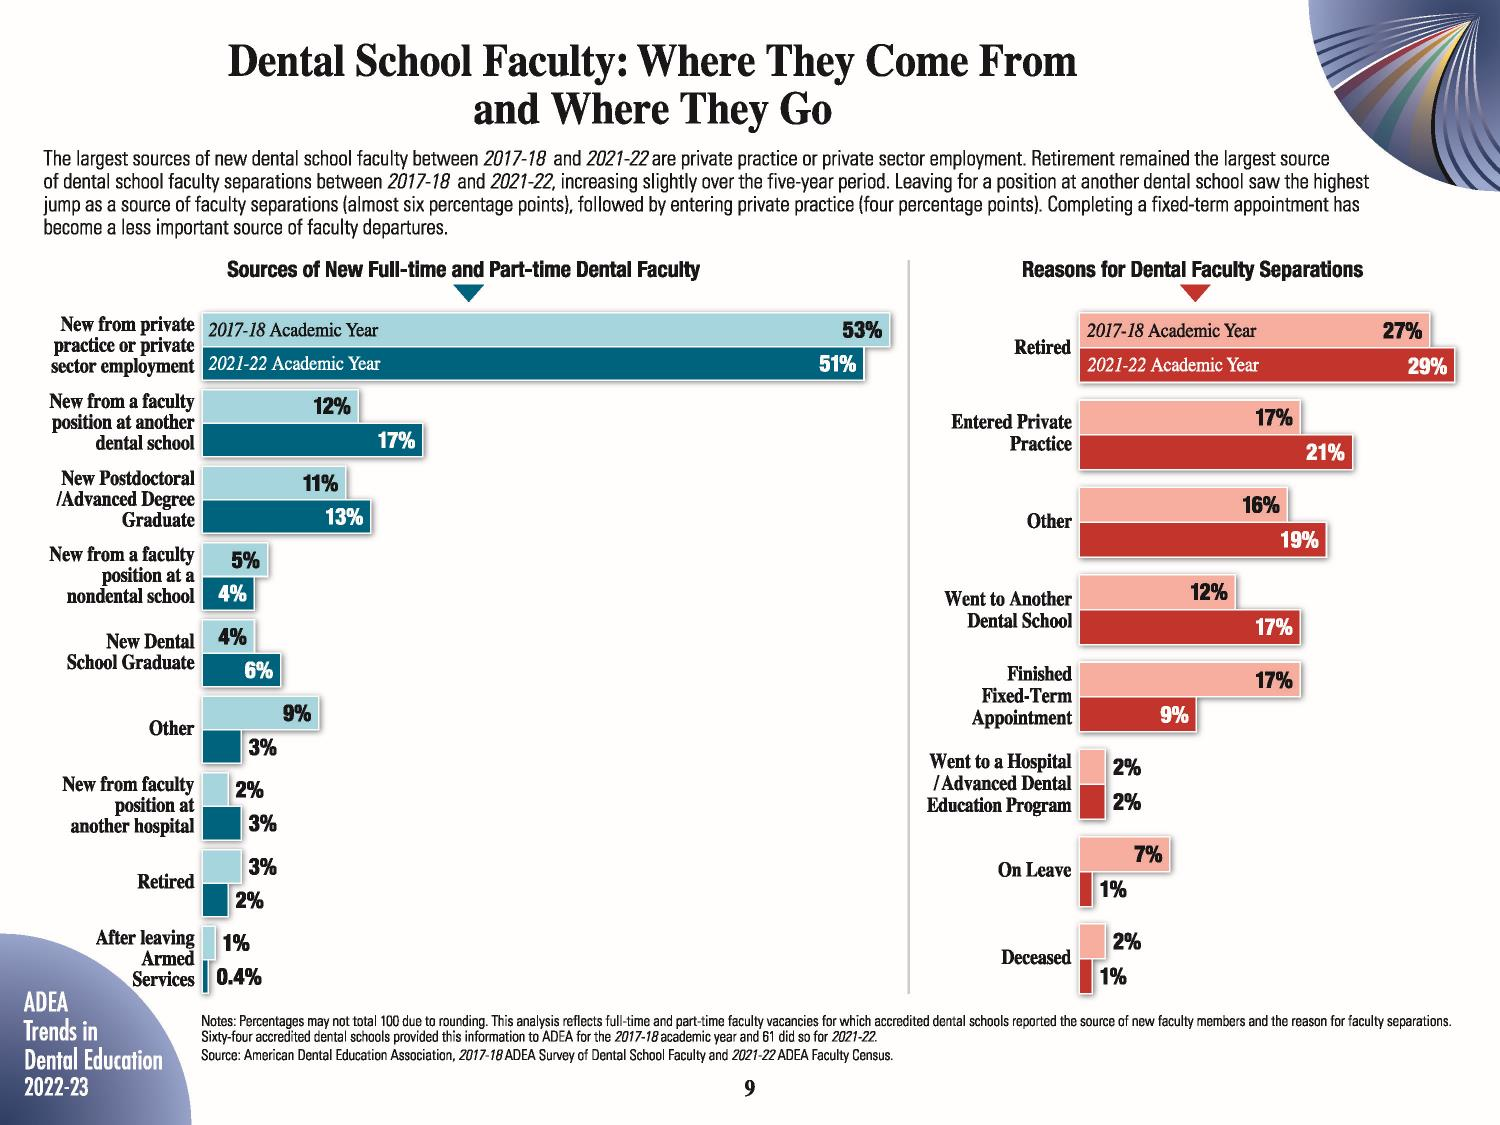 Dental School Faculty: Where They Come From
and Where They Go
The largest sources of new dental school faculty between 2017-18 and 2021-22 are private practice or private sector employment. Retirement remained the largest source
of dental school faculty separations between 2017-18 and 2021-22, increasing slightly over the five-year period. Leaving for a position at another dental school saw the highest
jump as a source of faculty separations (almost six percentage points), followed by entering private practice (four percentage points). Completing a fixed-term appointment has
become a less important source of faculty departures.
Sources of New Full-time and Part-time Dental Faculty
New from private
practice or private
sector employment
2017-18 Academic Year
53%
2021-22 Academic Year
51%
New from a faculty
position at another
dental school
12%
17%
New Postdoctoral
/Advanced Degree
Graduate
11%
13%
New from a faculty
position at a
nondental school
5%
4%
New Dental
School Graduate
4%
6%
Other
9%
3%
New from faculty
position at
another hospital
2%
3%
Retired
3%
2%
After leaving
Armed
Services
1%
0.4%
Reasons for Dental Faculty Separations
Retired
2017-18 Academic Year
27%
2021-22 Academic Year
29%
Entered Private
Practice
17%
21%
Other
16%
19%
Went to Another
Dental School
12%
17%
Finished
Fixed-Term
Appointment
17%
9%
Went to a Hospital
/Advanced Dental
Education Program
2%
2%
On Leave
7%
1%
Deceased
2%
1%
Notes: Percentages may not total 100 due to rounding. This analysis reflects full-time and part-time faculty vacancies for which accredited dental schools reported the source of new faculty members and the reason for faculty separations.
Sixty-four accredited dental schools provided this information to ADEA for the 2017-18 academic year and 61 did so for 2021-22.
Source: American Dental Education Association, 2017-18 ADEA Survey of Dental School Faculty and 2021-22 ADEA Faculty Census.
ADEA
Trends in
Dental Education
2022-23
9